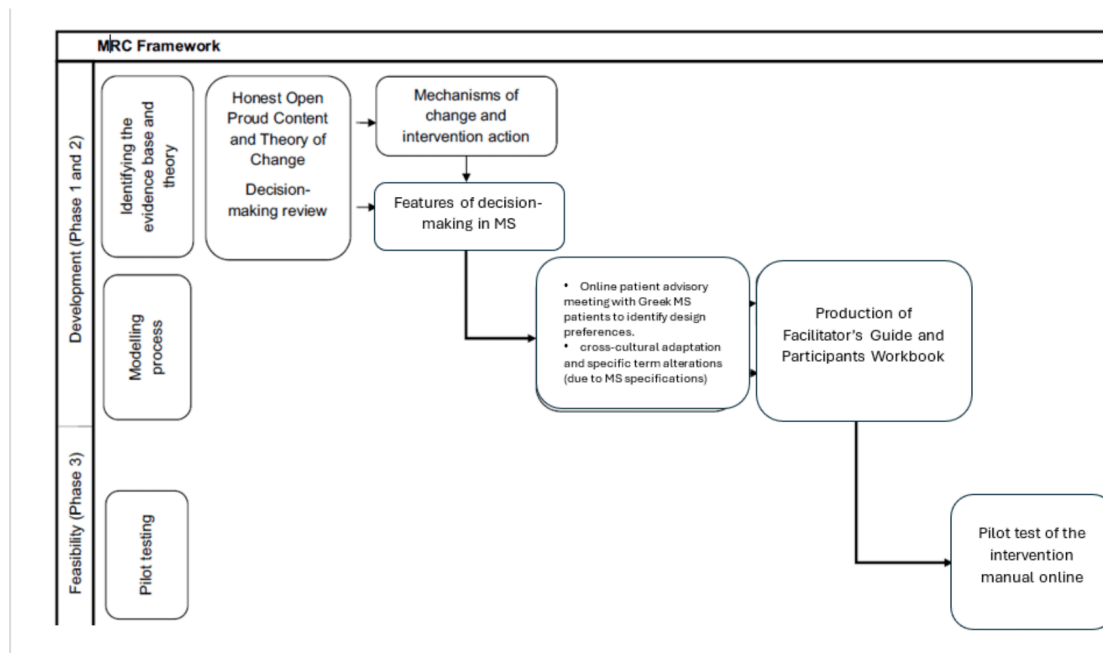 MRC Framework
Development (Phase 1 and 2)
Identifying the
evidence base and
theory
Honest Open
Proud Content
and Theory of
Change
Decision-
making review
Mechanisms of
change and
intervention action
Features of decision-
making in MS
Modelling
process
• Online patient advisory
meeting with Greek MS
patients to identify design
preferences.
• cross-cultural adaptation
and specific term alterations
(due to MS specifications)
Production of
Facilitator's Guide and
Participants Workbook
Feasibility (Phase 3)
Pilot testing
Pilot test of the
intervention
manual online